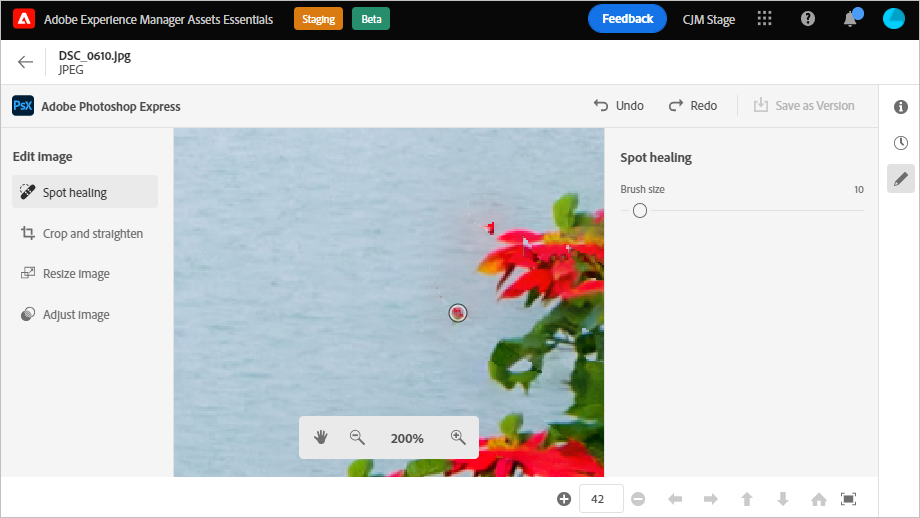 Adobe Experience Manager Assets Essentials
Staging
Beta
Feedback
CJM Stage
DSC_0610.jpg
JPEG
PsX
Adobe Photoshop Express
Undo
Redo
Save as Version
Edit image
Spot healing
Crop and straighten
Resize image
Adjust image
Spot healing
Brush size
10
200%
42